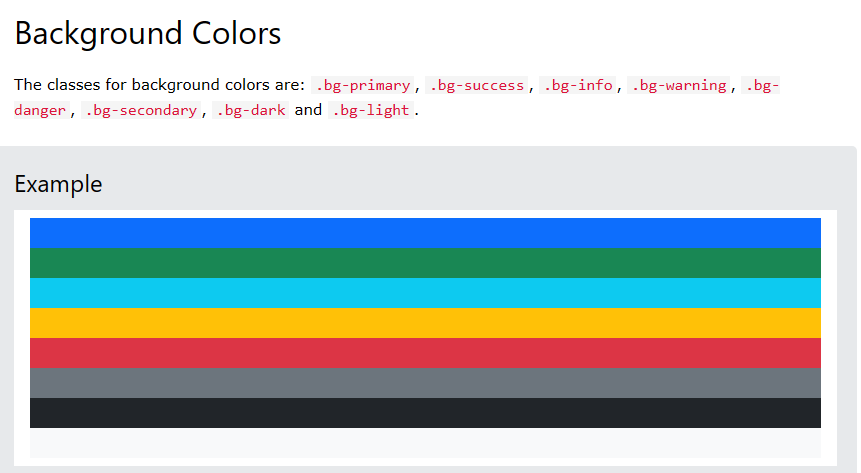 Background Colors
The classes for background colors are: .bg-primary, .bg-success, .bg-info, .bg-warning, .bg-
danger, .bg-secondary, .bg-dark and .bg-light.
Example